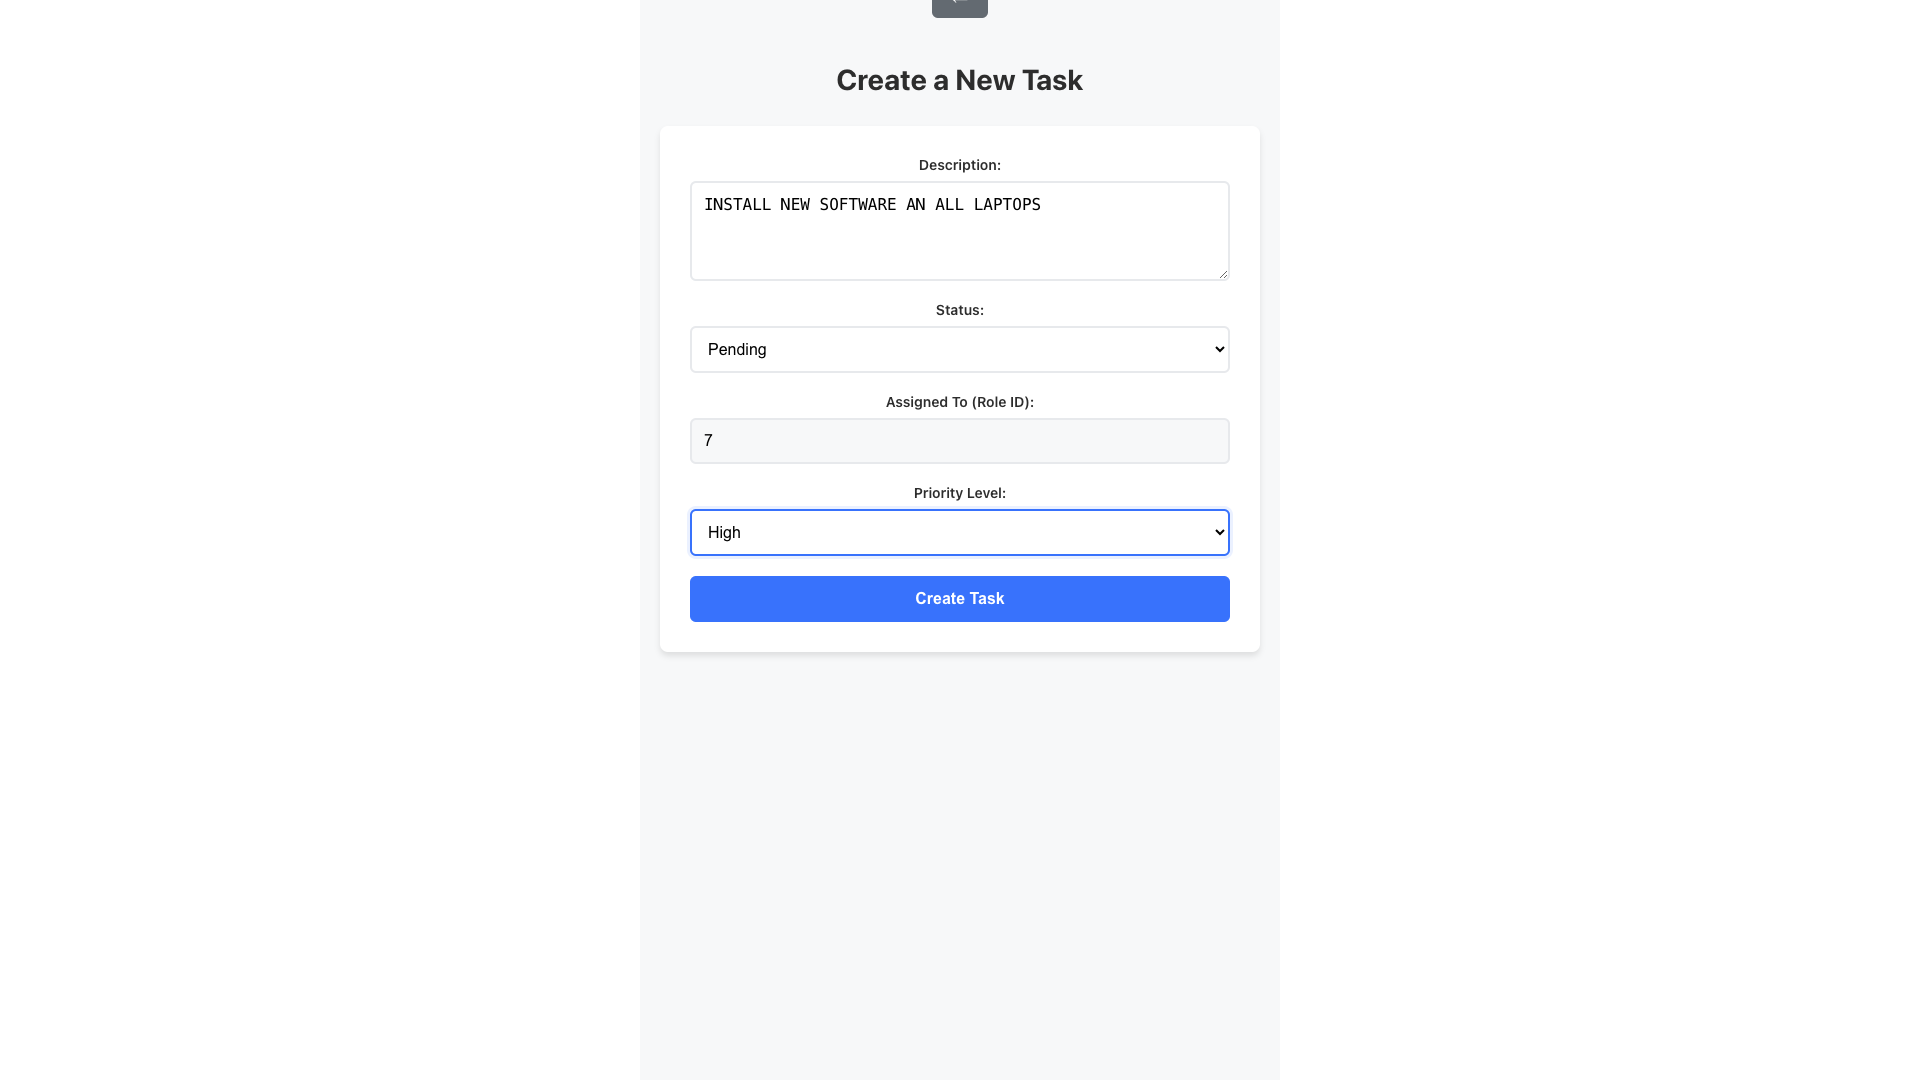 Create a New Task
Description:
INSTALL NEW SOFTWARE AN ALL LAPTOPS
Status:
Pending
Assigned To (Role ID):
7
Priority Level:
High
Create Task